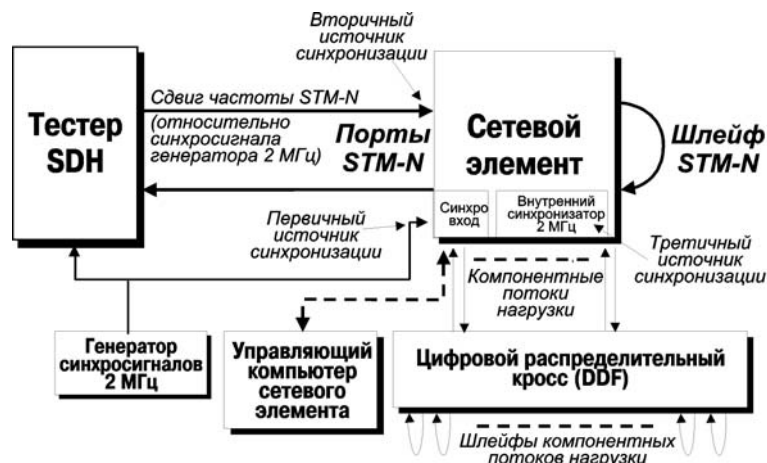 Вторичный
источник
синхронизации
Тестер
SDH
Сдвиг частоты STM-N
(относительно
синхросигнала
генератора 2 МГц)
Порты
STM-N
Сетевой
элемент
Шлейф
STM-N
Синхро
вход
Внутренний
синхронизатор
2 МГц
Первичный
источник
синхронизации
Третичный
источник
синхронизации
Компонентные
потоки
нагрузки
Генератор
синхросигналов
2 МГц
Управляющий
компьютер
сетевого
элемента
Цифровой распределительный
кросс (DDF)
Шлейфы компонентных
потоков нагрузки